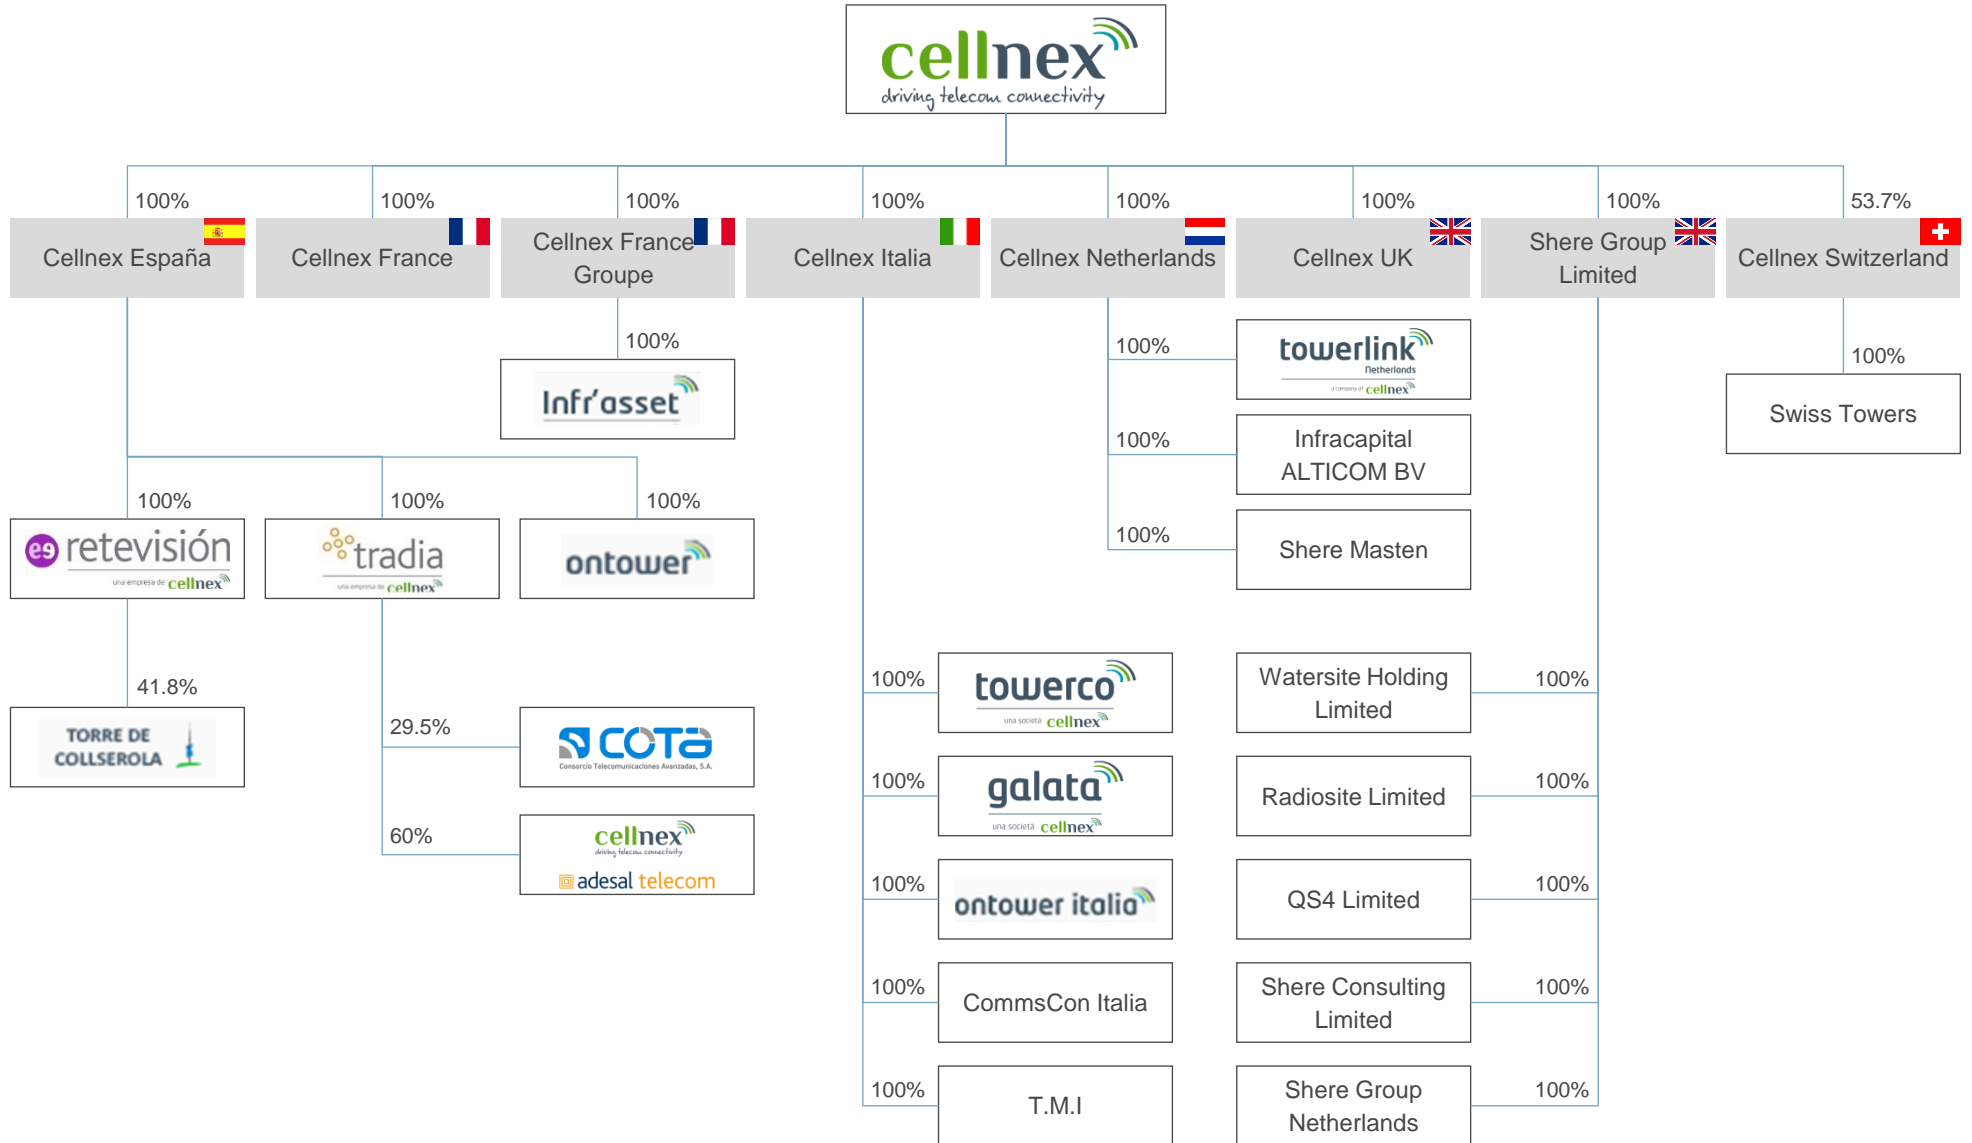 cellnex
driving telecom connectivity
100%
100%
100%
100%
100%
100%
100%
53.7%
Cellnex España
Cellnex France
Cellnex France
Groupe
Cellnex Italia
Cellnex Netherlands
Cellnex UK
Shere Group
Limited
Cellnex Switzerland
100%
Infr'asset
100%
towerlink
Netherlands
a company of cellnex
100%
Swiss Towers
100%
Infracapital
ALTICOM BV
100%
Shere Masten
100%
retevisión
una empresa de cellnex
100%
tradia
una empresa de cellnex
100%
ontower
41.8%
TORRE DE
COLLSEROLA
29.5%
COTA
Consorcio Telecomunicaciones Avanzadas, S.A.
60%
cellnex
driving telecom connectivity
adesal telecom
100%
towerco
una società cellnex
Watersite Holding
Limited
100%
100%
galata
una società cellnex
Radiosite Limited
100%
100%
ontower italia
QS4 Limited
100%
100%
CommsCon Italia
Shere Consulting
Limited
100%
100%
T.M.I
Shere Group
Netherlands
100%